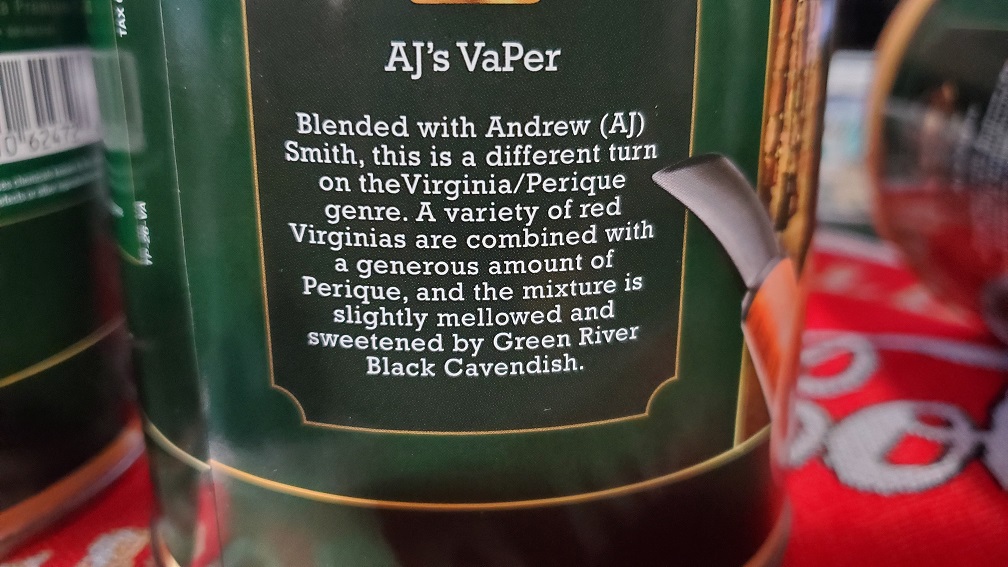 AJ's VaPer
Blended with Andrew (AJ)
Smith, this is a different turn
on theVirginia/Perique
genre. A variety of red
Virginias are combined with
a generous amount of
Perique, and the mixture is
slightly mellowed and
sweetened by Green River
Black Cavendish.
TAX